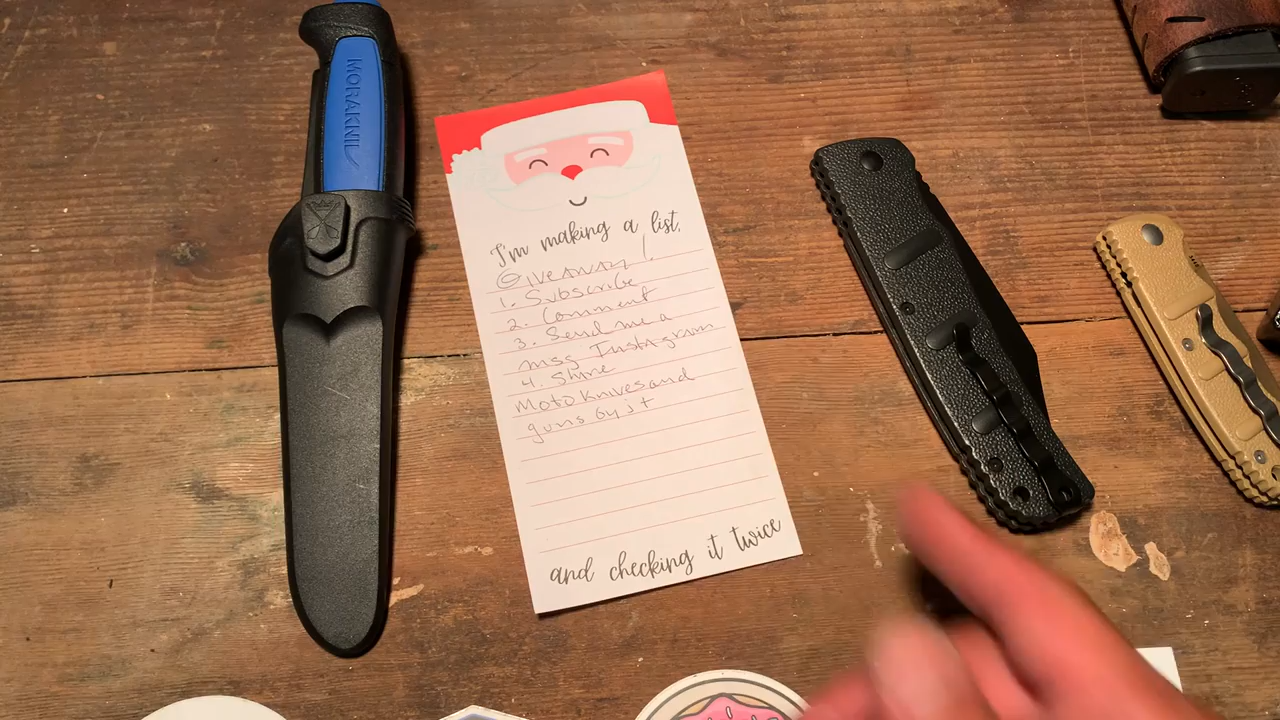 MORAKNIV
I'm making a list,
GiveAWAY !
1. Subscribe
2. Comment
3. Send me a
msg Instagram
4. Share
Moto Knives and
guns Gyst
and checking it twice